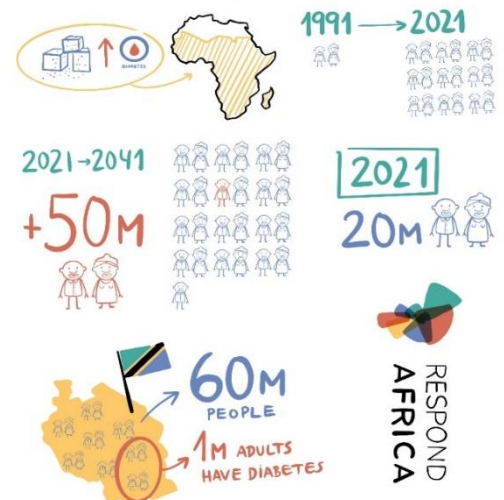 DIABETES
1991 → 2021
2021 → 2041
+50M
2021
20M
60M
PEOPLE
1M ADULTS
HAVE DIABETES
RESPOND
AFRICA